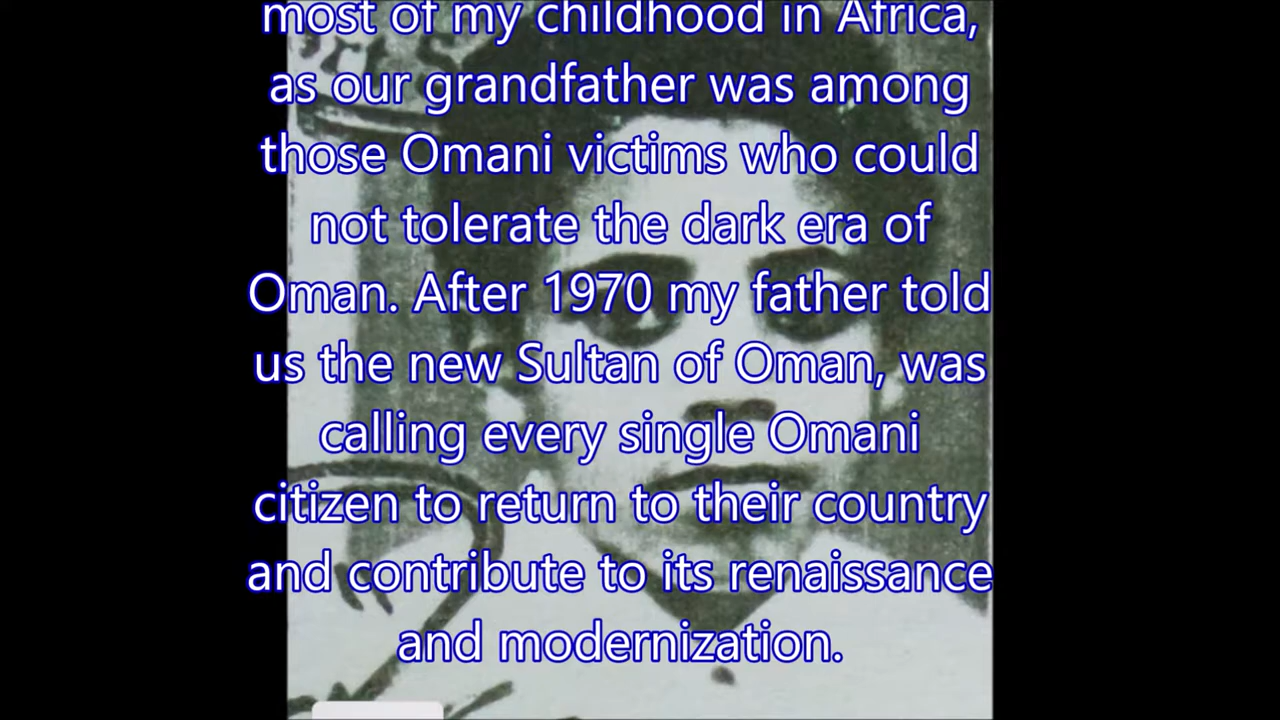 most of my childhood in Africa,
as our grandfather was among
those Omani victims who could
not tolerate the dark era of
Oman. After 1970 my father told
us the new Sultan of Oman, was
calling every single Omani
citizen to return to their country
and contribute to its renaissance
and modernization.